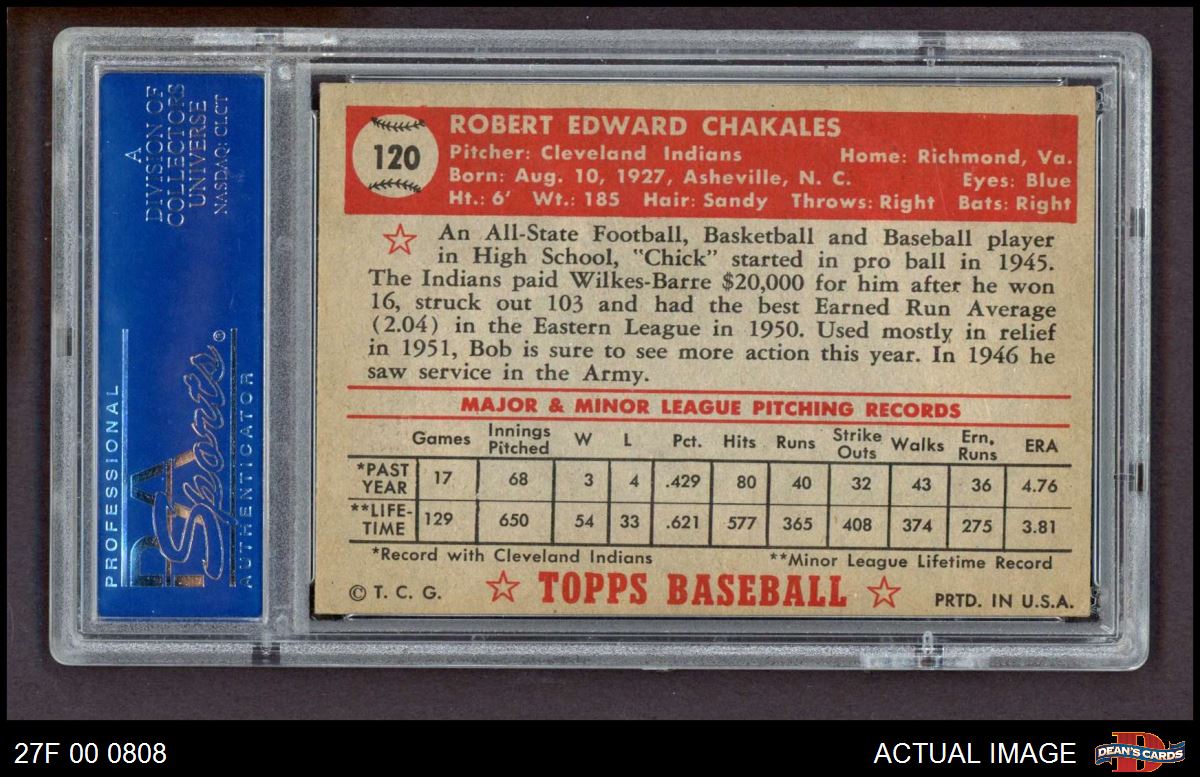 A
DIVISION OF
COLLECTORS
UNIVERSE
NASDAQ: CLCT
PROFESSIONAL
PSA
Sports®
AUTHENTICATOR
120
ROBERT EDWARD CHAKALES
Pitcher: Cleveland Indians Home: Richmond, Va.
Born: Aug. 10, 1927, Asheville, N. C. Eyes: Blue
Ht.: 6' Wt.: 185 Hair: Sandy Throws: Right Bats: Right
An All-State Football, Basketball and Baseball player
in High School, "Chick" started in pro ball in 1945.
The Indians paid Wilkes-Barre $20,000 for him after he won
16, struck out 103 and had the best Earned Run Average
(2.04) in the Eastern League in 1950. Used mostly in relief
in 1951, Bob is sure to see more action this year. In 1946 he
saw service in the Army.
MAJOR & MINOR LEAGUE PITCHING RECORDS
Games Innings Pitched W L Pct. Hits Runs Strike Outs Walks Ern. Runs ERA
*PAST YEAR 17 68 3 4 .429 80 40 32 43 36 4.76
**LIFE-TIME 129 650 54 33 .621 577 365 408 374 275 3.81
*Record with Cleveland Indians **Minor League Lifetime Record
© T. C. G. TOPPS BASEBALL PRTD. IN U.S.A.
27F 00 0808 ACTUAL IMAGE DEAN'S CARDS